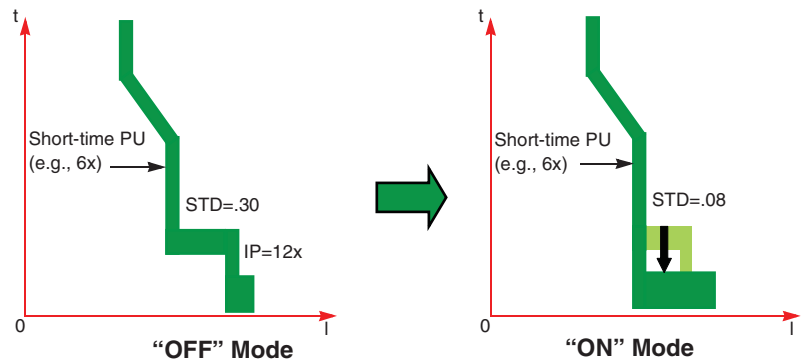 t
Short-time PU
(e.g., 6x)
STD=.30
IP=12x
0
I
"OFF" Mode
t
Short-time PU
(e.g., 6x)
STD=.08
0
I
"ON" Mode